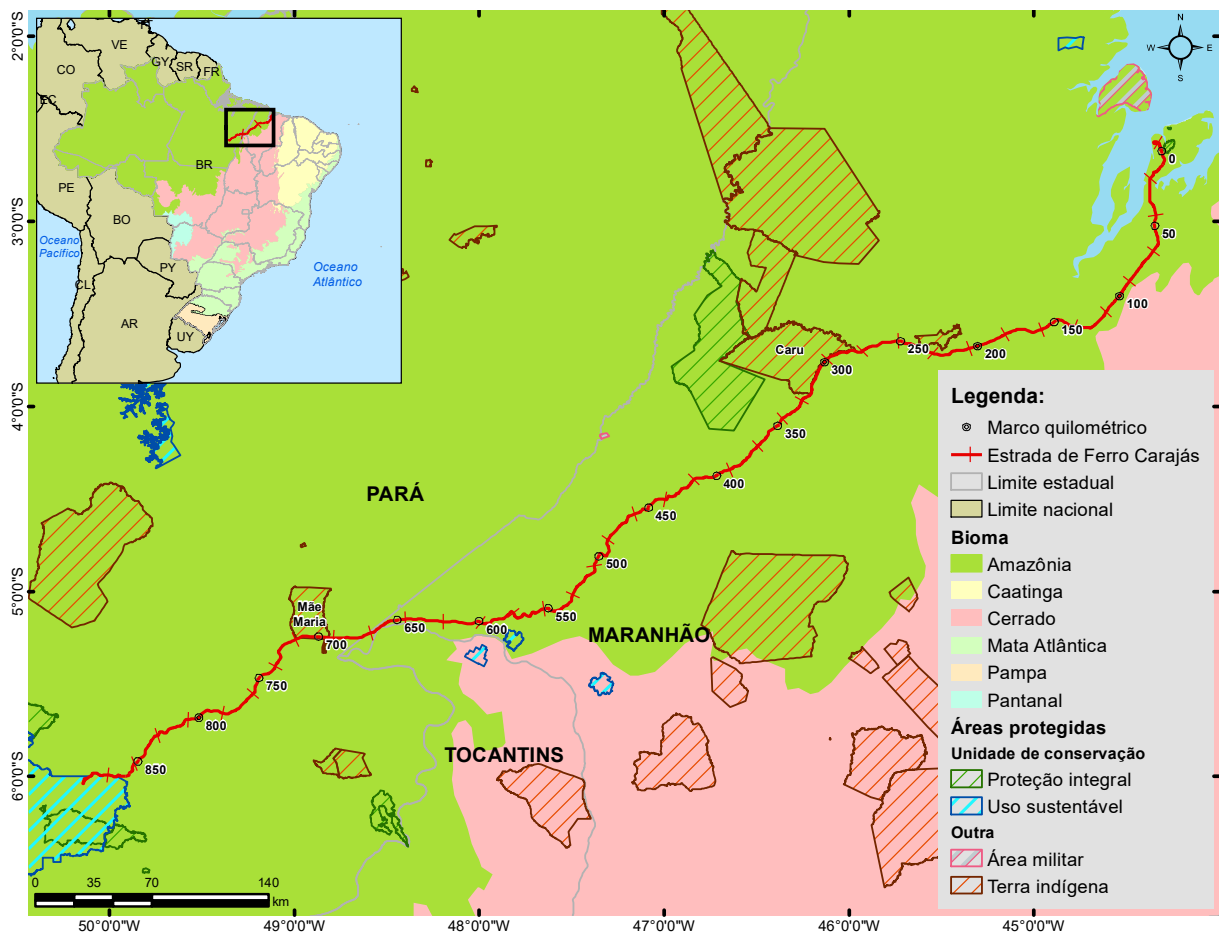 2°0'0"S
3°0'0"S
4°0'0"S
5°0'0"S
6°0'0"S
N
W
E
S
VE
GY
SR
FR
CO
EC
BR
PE
BO
PY
CL
AR
UY
Oceano
Pacífico
Oceano
Atlântico
0
50
100
150
200
250
Caru
300
350
400
450
500
550
600
650
Mãe
Maria
700
750
800
850
PARÁ
MARANHÃO
TOCANTINS
Legenda:
Marco quilométrico
Estrada de Ferro Carajás
Limite estadual
Limite nacional
Bioma
Amazônia
Caatinga
Cerrado
Mata Atlântica
Pampa
Pantanal
Áreas protegidas
Unidade de conservação
Proteção integral
Uso sustentável
Outra
Área militar
Terra indígena
0 35 70 140
km
50°0'0"W 49°0'0"W 48°0'0"W 47°0'0"W 46°0'0"W 45°0'0"W